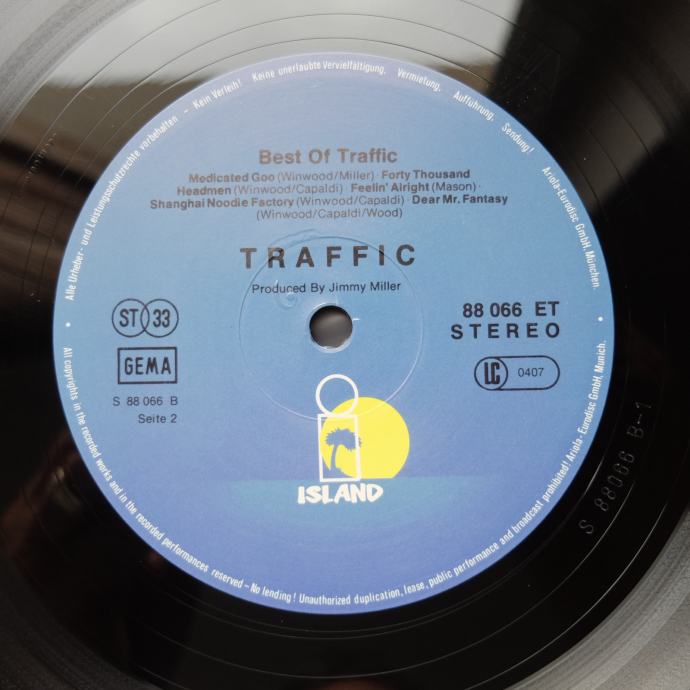 Alle Urheber- und Leistungsschutzrechte vorbehalten - Kein Verleih! Keine unerlaubte Vervielfältigung, Vermietung, Aufführung, Sendung! Ariola-Eurodisc GmbH, München.
Best Of Traffic
Medicated Goo (Winwood/Miller) · Forty Thousand
Headmen (Winwood/Capaldi) · Feelin' Alright (Mason) ·
Shanghai Noodle Factory (Winwood/Capaldi) · Dear Mr. Fantasy
(Winwood/Capaldi/Wood)
TRAFFIC
Produced By Jimmy Miller
ST 33
88 066 ET
STEREO
GEMA
LC 0407
S 88 066 B
Seite 2
ISLAND
S 88066 B-1
All copyrights in the recorded works and in the recorded performances reserved - No lending! Unauthorized duplication, lease, public performance and broadcast prohibited! Ariola-Eurodisc GmbH, Munich.